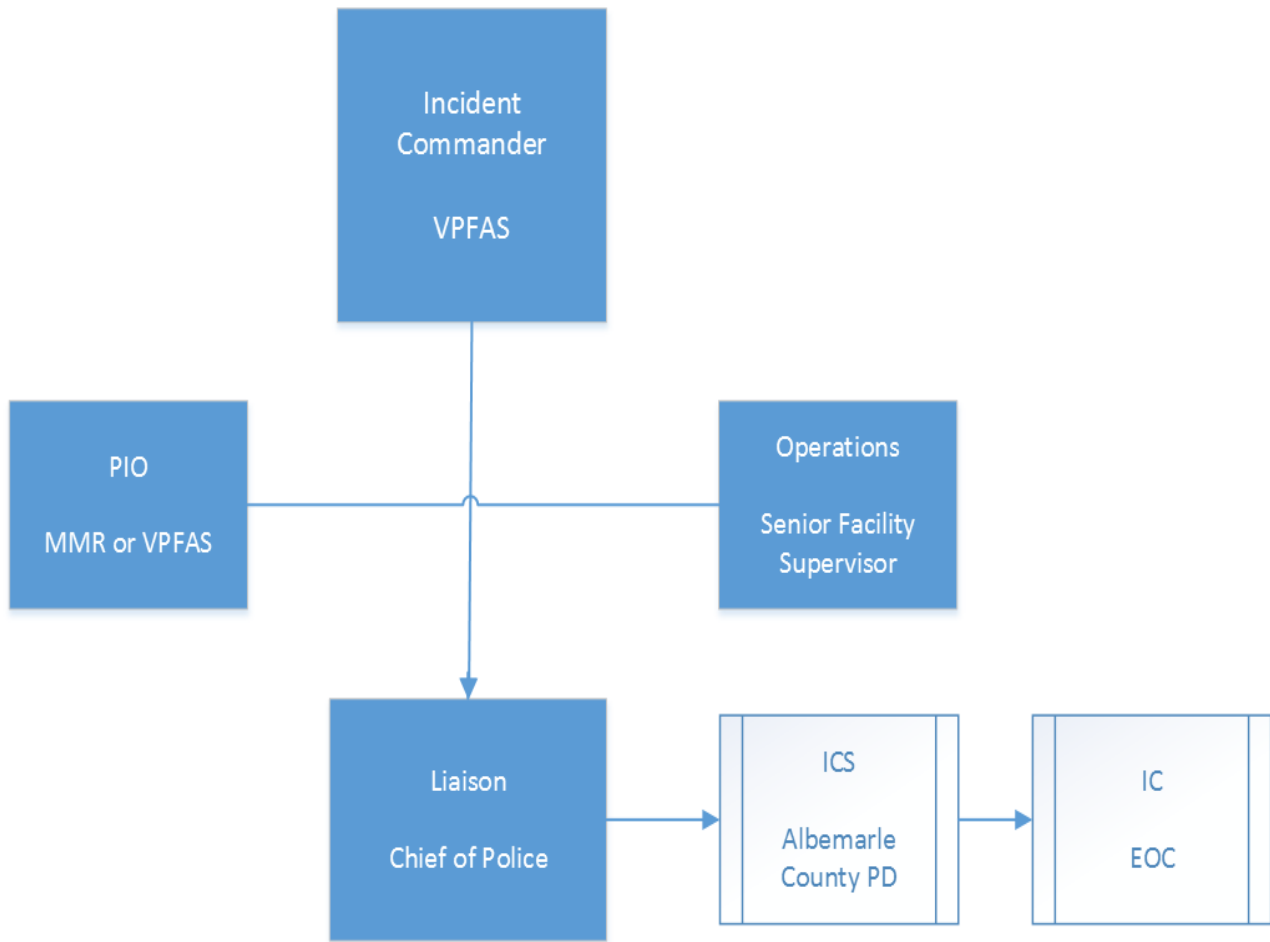 Incident
Commander
VPFAS
PIO
MMR or VPFAS
Operations
Senior Facility
Supervisor
Liaison
Chief of Police
ICS
Albemarle
County PD
IC
EOC